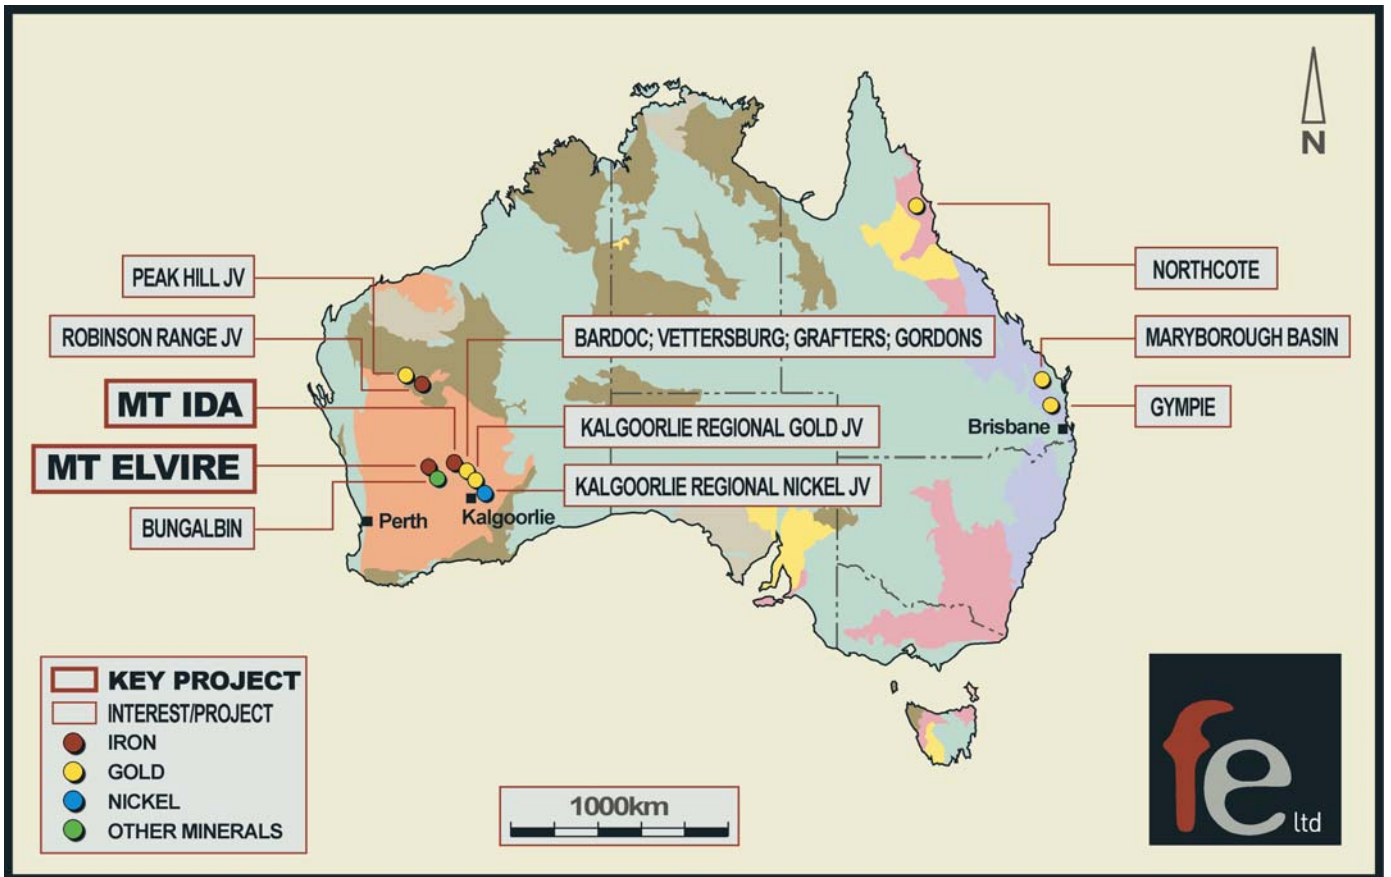 N
PEAK HILL JV
ROBINSON RANGE JV
MT IDA
MT ELVIRE
BUNGALBIN
BARDOC; VETTERSBURG; GRAFTERS; GORDONS
KALGOORLIE REGIONAL GOLD JV
KALGOORLIE REGIONAL NICKEL JV
NORTHCOTE
MARYBOROUGH BASIN
GYMPIE
Brisbane
Perth
Kalgoorlie
KEY PROJECT
INTEREST/PROJECT
IRON
GOLD
NICKEL
OTHER MINERALS
1000km
fe ltd